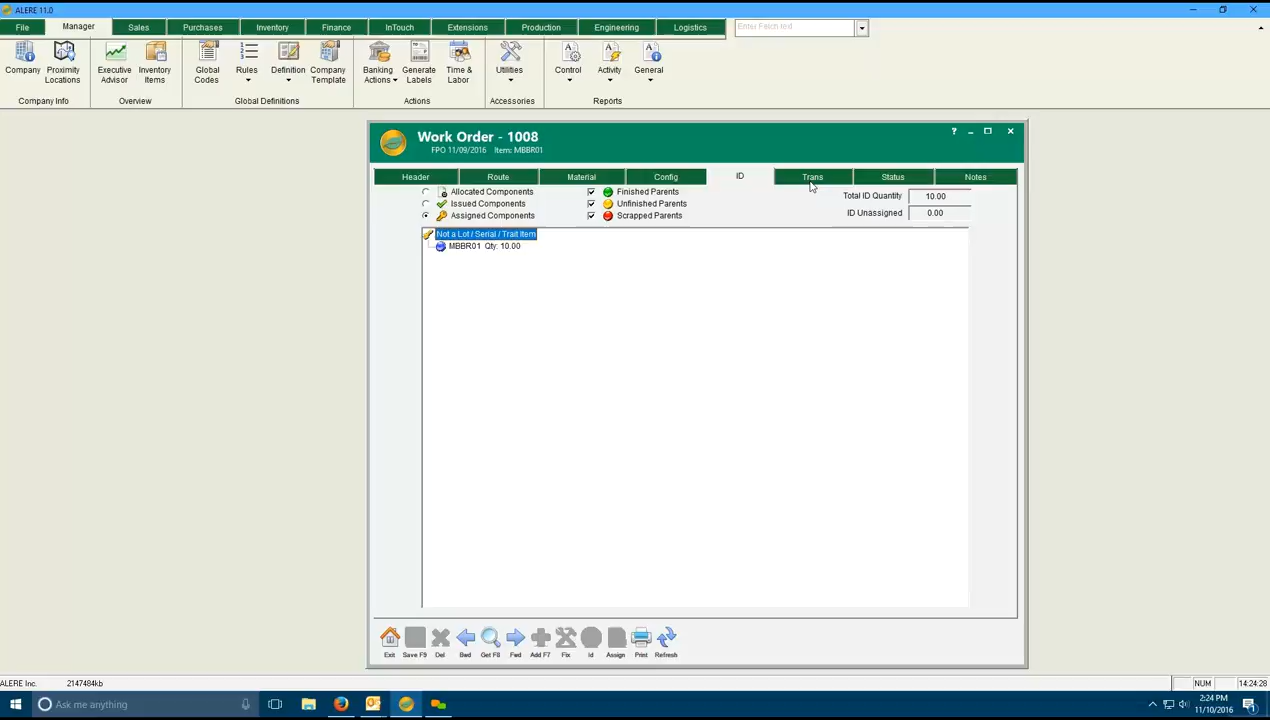 ALERE 11.0
File Manager Sales Purchases Inventory Finance InTouch Extensions Production Engineering Logistics Enter Fetch text
Company Proximity Locations Executive Advisor Inventory Items Global Codes Rules Definition Company Template Banking Actions Generate Labels Time & Labor Utilities Control Activity General
Company Info Overview Global Definitions Actions Accessories Reports
Work Order - 1008
FPO 11/09/2016 Item: MBBR01
Header Route Material Config ID Trans Status Notes
Allocated Components Finished Parents Total ID Quantity 10.00
Issued Components Unfinished Parents
Assigned Components Scrapped Parents ID Unassigned 0.00
Not a Lot / Serial / Trait Item
MBBR01 Qty: 10.00
Exit Save F9 Del Bwd Get F8 Fwd Add F7 Fix Id Assign Print Refresh
ALERE Inc. 2147484kb NUM 14:24:28
Ask me anything 2:24 PM
11/10/2016